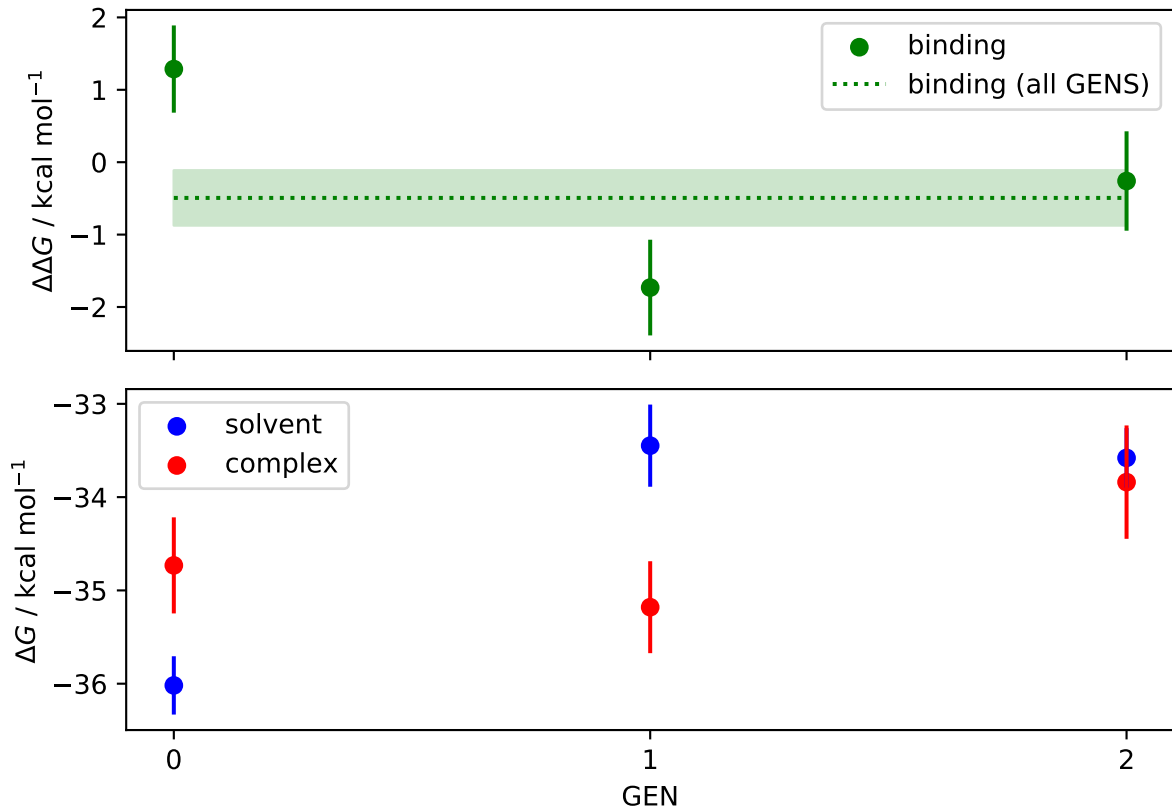 2
1
0
−1
−2
ΔΔG / kcal mol⁻¹
binding
binding (all GENS)
−33
−34
−35
−36
ΔG / kcal mol⁻¹
solvent
complex
0 1 2
GEN